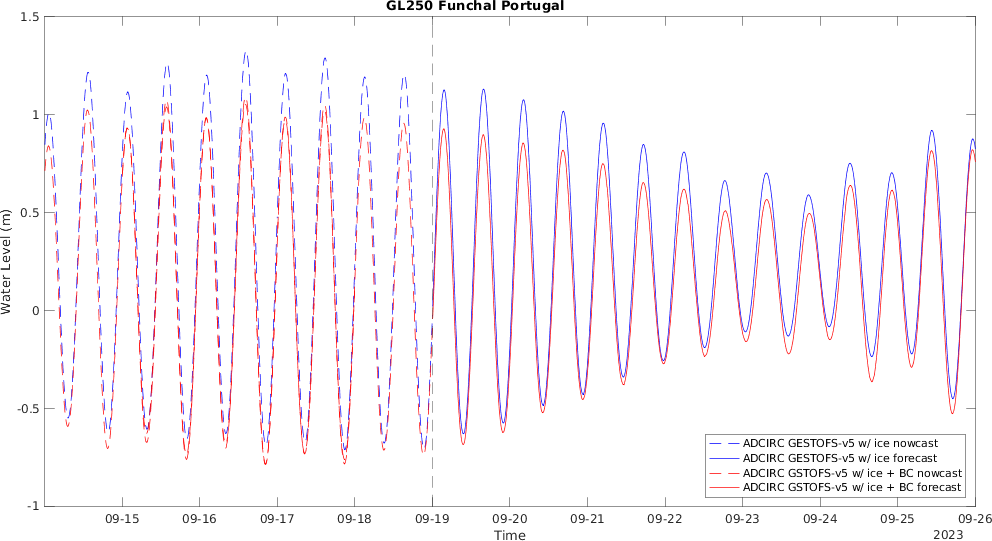 GL250 Funchal Portugal
1.5
1
0.5
0
-0.5
-1
Water Level (m)
ADCIRC GESTOFS-v5 w/ ice nowcast
ADCIRC GESTOFS-v5 w/ ice forecast
ADCIRC GSTOFS-v5 w/ ice + BC nowcast
ADCIRC GSTOFS-v5 w/ ice + BC forecast
09-15 09-16 09-17 09-18 09-19 09-20 09-21 09-22 09-23 09-24 09-25 09-26
Time
2023